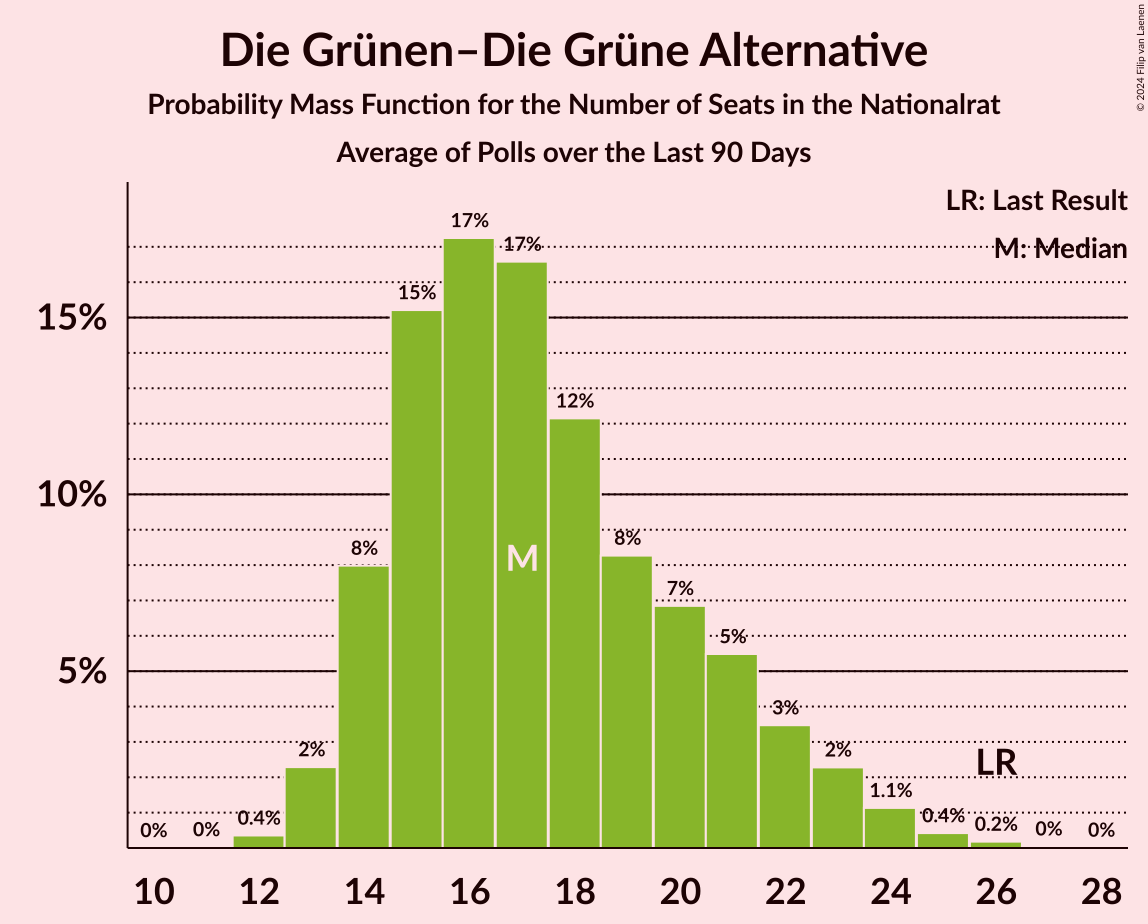 Die Grünen–Die Grüne Alternative
Probability Mass Function for the Number of Seats in the Nationalrat
Average of Polls over the Last 90 Days
© 2024 Filip van Laenen
LR: Last Result
M: Median
15%
10%
5%
0%
0%
0.4%
2%
8%
15%
17%
17%
12%
8%
7%
5%
3%
2%
1.1%
0.4%
0.2%
0%
0%
M
LR
10 12 14 16 18 20 22 24 26 28